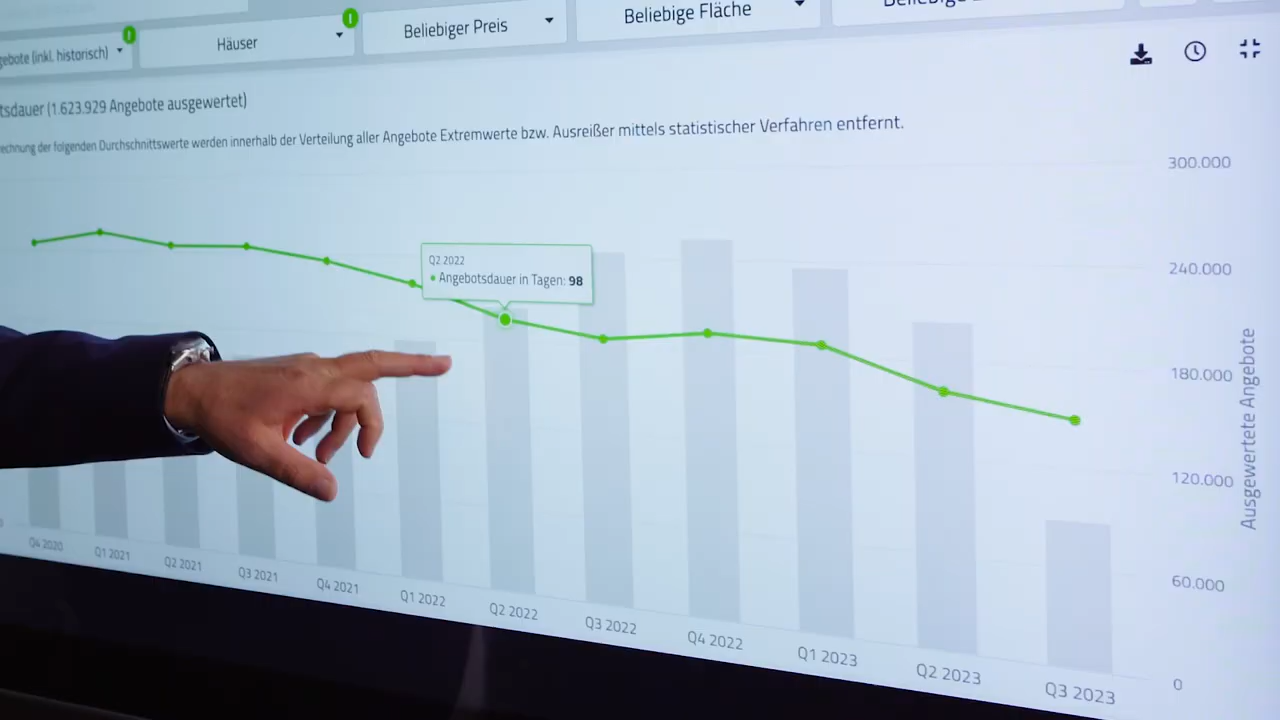 (inkl. historisch)
Häuser
Beliebiger Preis
Beliebige Fläche
(1.623.929 Angebote ausgewertet)
der folgenden Durchschnittswerte werden innerhalb der Verteilung aller Angebote Extremwerte bzw. Ausreißer mittels statistischer Verfahren entfernt.
300.000
240.000
180.000
120.000
60.000
0
Ausgewertete Angebote
Q2 2022
Angebotsdauer in Tagen: 98
Q4 2020
Q1 2021
Q2 2021
Q3 2021
Q4 2021
Q1 2022
Q2 2022
Q3 2022
Q4 2022
Q1 2023
Q2 2023
Q3 2023